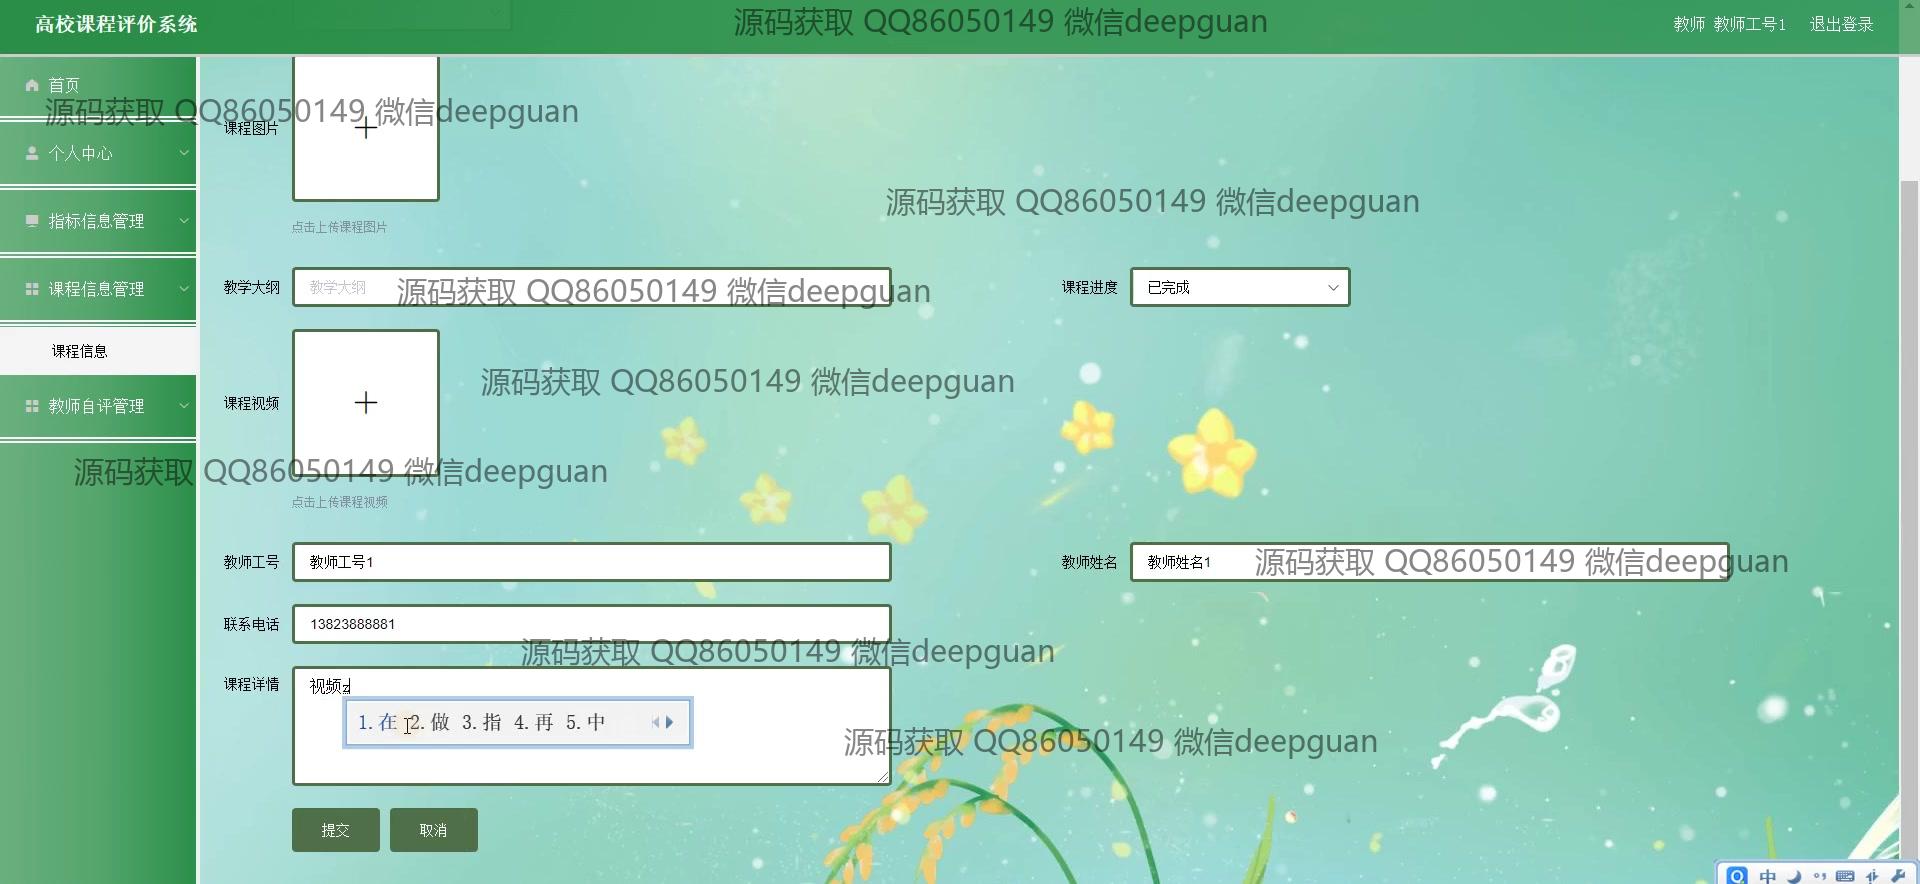 高校课程评价系统
源码获取 QQ86050149 微信deepguan
教师 教师工号1
退出登录
首页
源码获取 QQ86050149 微信deepguan
课程图片
个人中心
源码获取 QQ86050149 微信deepguan
指标信息管理
点击上传课程图片
课程信息管理
教学大纲
教学大纲
源码获取 QQ86050149 微信deepguan
课程进度
已完成
课程信息
源码获取 QQ86050149 微信deepguan
课程视频
教师自评管理
源码获取 QQ86050149 微信deepguan
点击上传课程视频
教师工号
教师工号1
教师姓名
教师姓名1
源码获取 QQ86050149 微信deepguan
联系电话
13823888881
源码获取 QQ86050149 微信deepguan
课程详情
视频z
1.在 2.做 3.指 4.再 5.中
源码获取 QQ86050149 微信deepguan
提交
取消
中